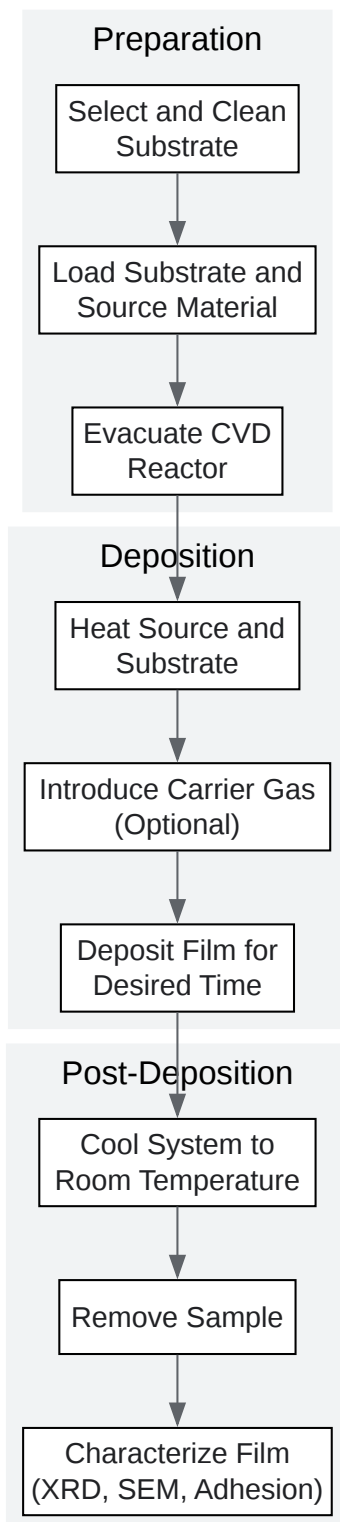 Preparation
Select and Clean
Substrate
Load Substrate and
Source Material
Evacuate CVD
Reactor
Deposition
Heat Source and
Substrate
Introduce Carrier Gas
(Optional)
Deposit Film for
Desired Time
Post-Deposition
Cool System to
Room Temperature
Remove Sample
Characterize Film
(XRD, SEM, Adhesion)